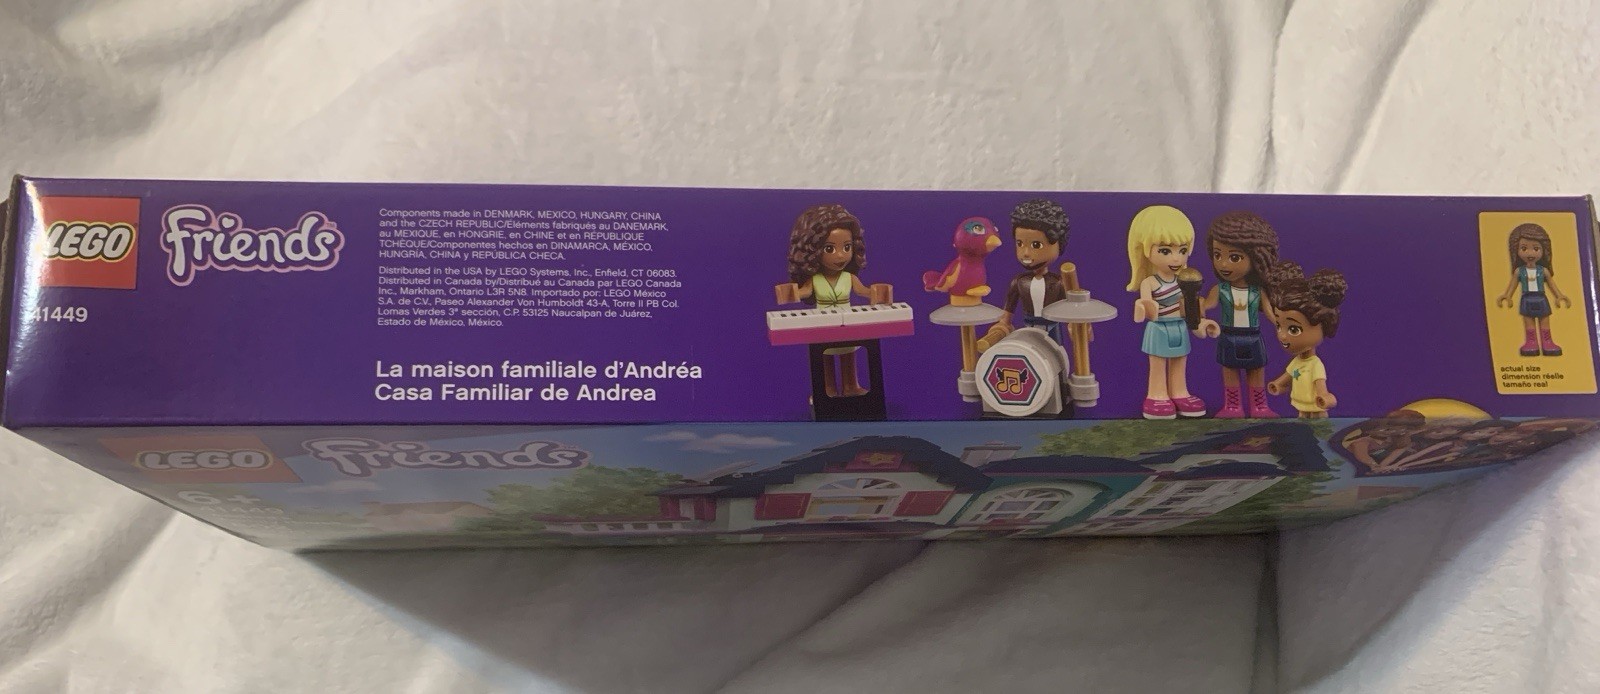 LEGO
Friends
41449
Components made in DENMARK, MEXICO, HUNGARY, CHINA
and the CZECH REPUBLIC/Éléments fabriqués au DANEMARK,
au MEXIQUE, en HONGRIE, en CHINE et en RÉPUBLIQUE
TCHÈQUE/Componentes hechos en DINAMARCA, MÉXICO,
HUNGRÍA, CHINA y REPÚBLICA CHECA.
Distributed in the USA by LEGO Systems, Inc., Enfield, CT 06083.
Distributed in Canada by/Distribué au Canada par LEGO Canada
Inc., Markham, Ontario L3R 5N8. Importado por: LEGO México
S.A. de C.V., Paseo Alexander Von Humboldt 43-A, Torre II PB Col.
Lomas Verdes 3ª sección, C.P. 53125 Naucalpan de Juárez,
Estado de México, México.
La maison familiale d'Andréa
Casa Familiar de Andrea
actual size
dimension réelle
tamaño real
LEGO
Friends
6+